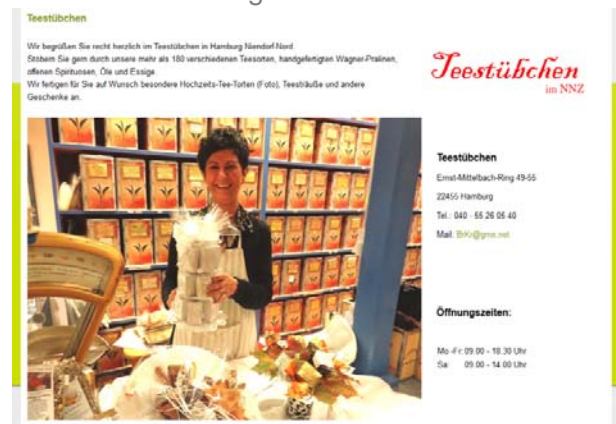 Teestübchen
Wir begrüßen Sie recht herzlich im Teestübchen in Hamburg Niendorf-Nord.
Stöbern Sie gern durch unsere mehr als 180 verschiedenen Teesorten, handgefertigten Wagner-Pralinen,
offenen Spirituosen, Öle und Essige.
Wir fertigen für Sie auf Wunsch besondere Hochzeits-Tee-Torten (Foto), Teesträuße und andere
Geschenke an.
Teestübchen
im NNZ
Teestübchen
Ernst-Mittelbach-Ring 49-55
22455 Hamburg
Tel.: 040 - 55 26 05 40
Mail: BrKr@gmx.net
Öffnungszeiten:
Mo.-Fr: 09.00 - 18.30 Uhr
Sa: 09.00 - 14.00 Uhr